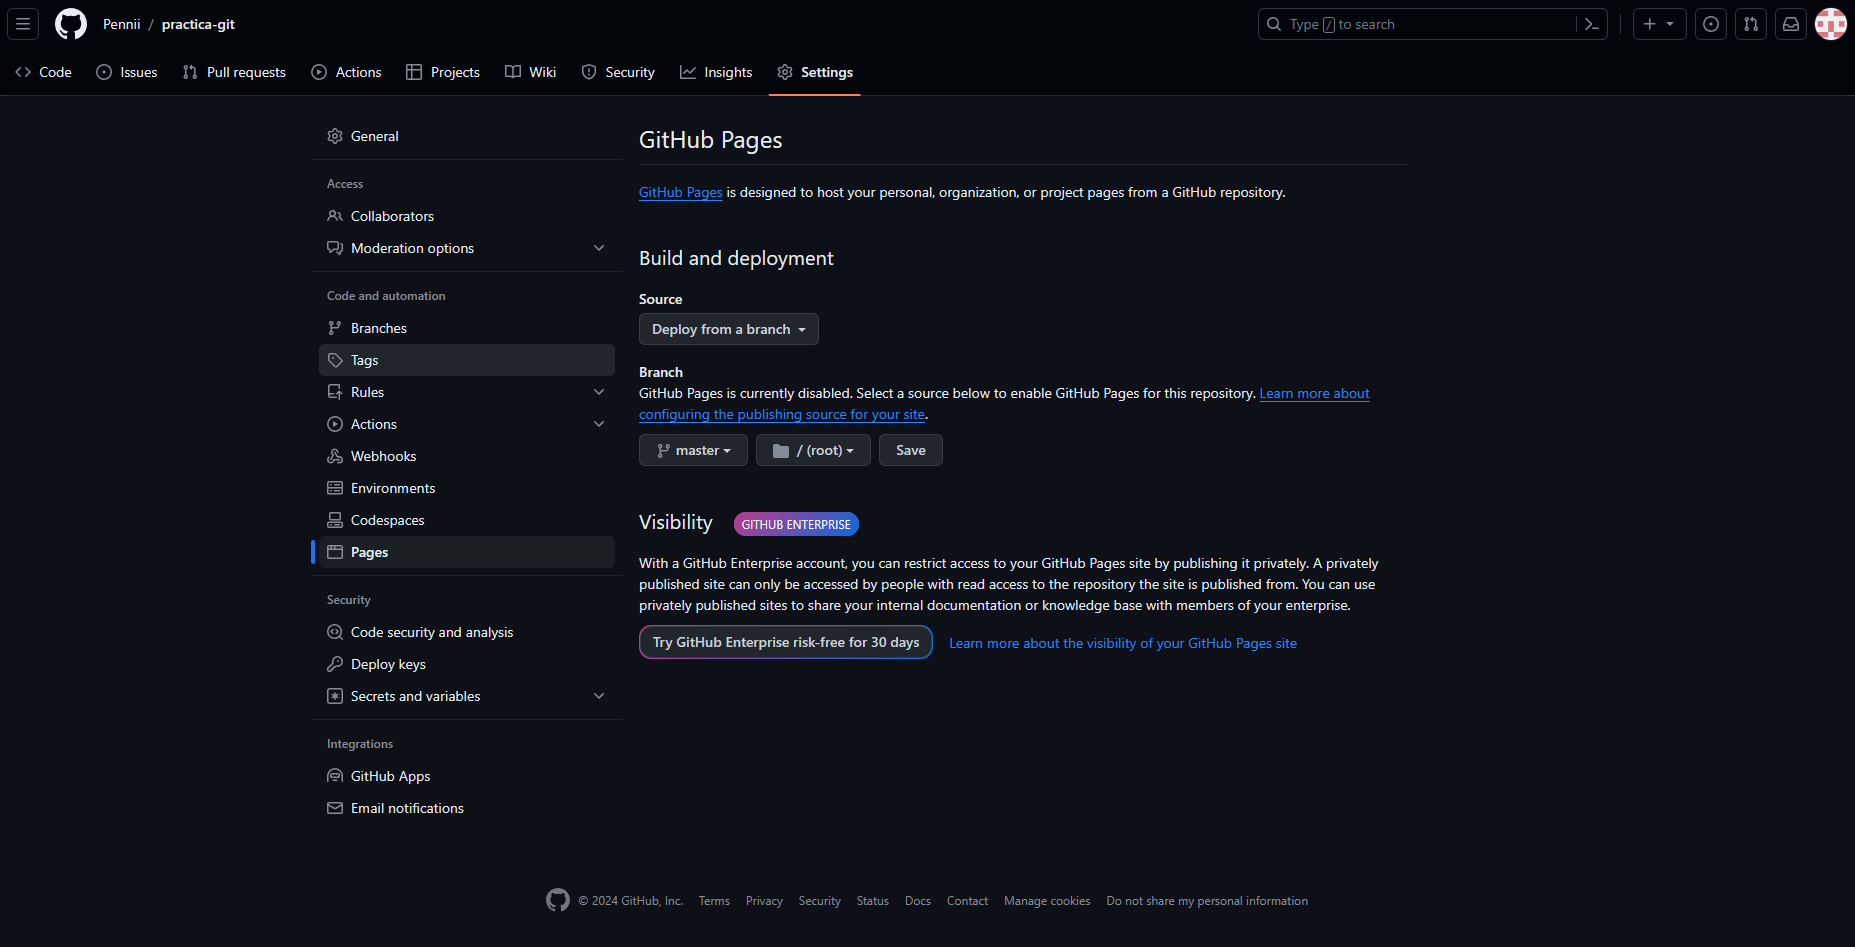 Pennii / practica-git
Type / to search
Code
Issues
Pull requests
Actions
Projects
Wiki
Security
Insights
Settings
General
Access
Collaborators
Moderation options
Code and automation
Branches
Tags
Rules
Actions
Webhooks
Environments
Codespaces
Pages
Security
Code security and analysis
Deploy keys
Secrets and variables
Integrations
GitHub Apps
Email notifications
GitHub Pages
GitHub Pages is designed to host your personal, organization, or project pages from a GitHub repository.
Build and deployment
Source
Deploy from a branch
Branch
GitHub Pages is currently disabled. Select a source below to enable GitHub Pages for this repository. Learn more about
configuring the publishing source for your site.
master
/ (root)
Save
Visibility
GITHUB ENTERPRISE
With a GitHub Enterprise account, you can restrict access to your GitHub Pages site by publishing it privately. A privately
published site can only be accessed by people with read access to the repository the site is published from. You can use
privately published sites to share your internal documentation or knowledge base with members of your enterprise.
Try GitHub Enterprise risk-free for 30 days
Learn more about the visibility of your GitHub Pages site
© 2024 GitHub, Inc.
Terms
Privacy
Security
Status
Docs
Contact
Manage cookies
Do not share my personal information